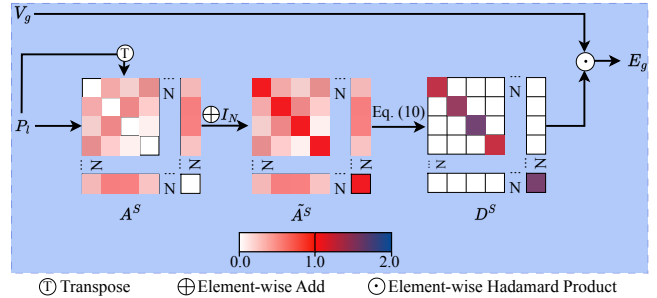 V_g
T
E_g
N
N
N
⊕ I_N
Eq. (10)
P_l
N
N
N
N
N
N
A^S
Ã^S
D^S
0.0 1.0 2.0
T Transpose ⊕ Element-wise Add ⊙ Element-wise Hadamard Product